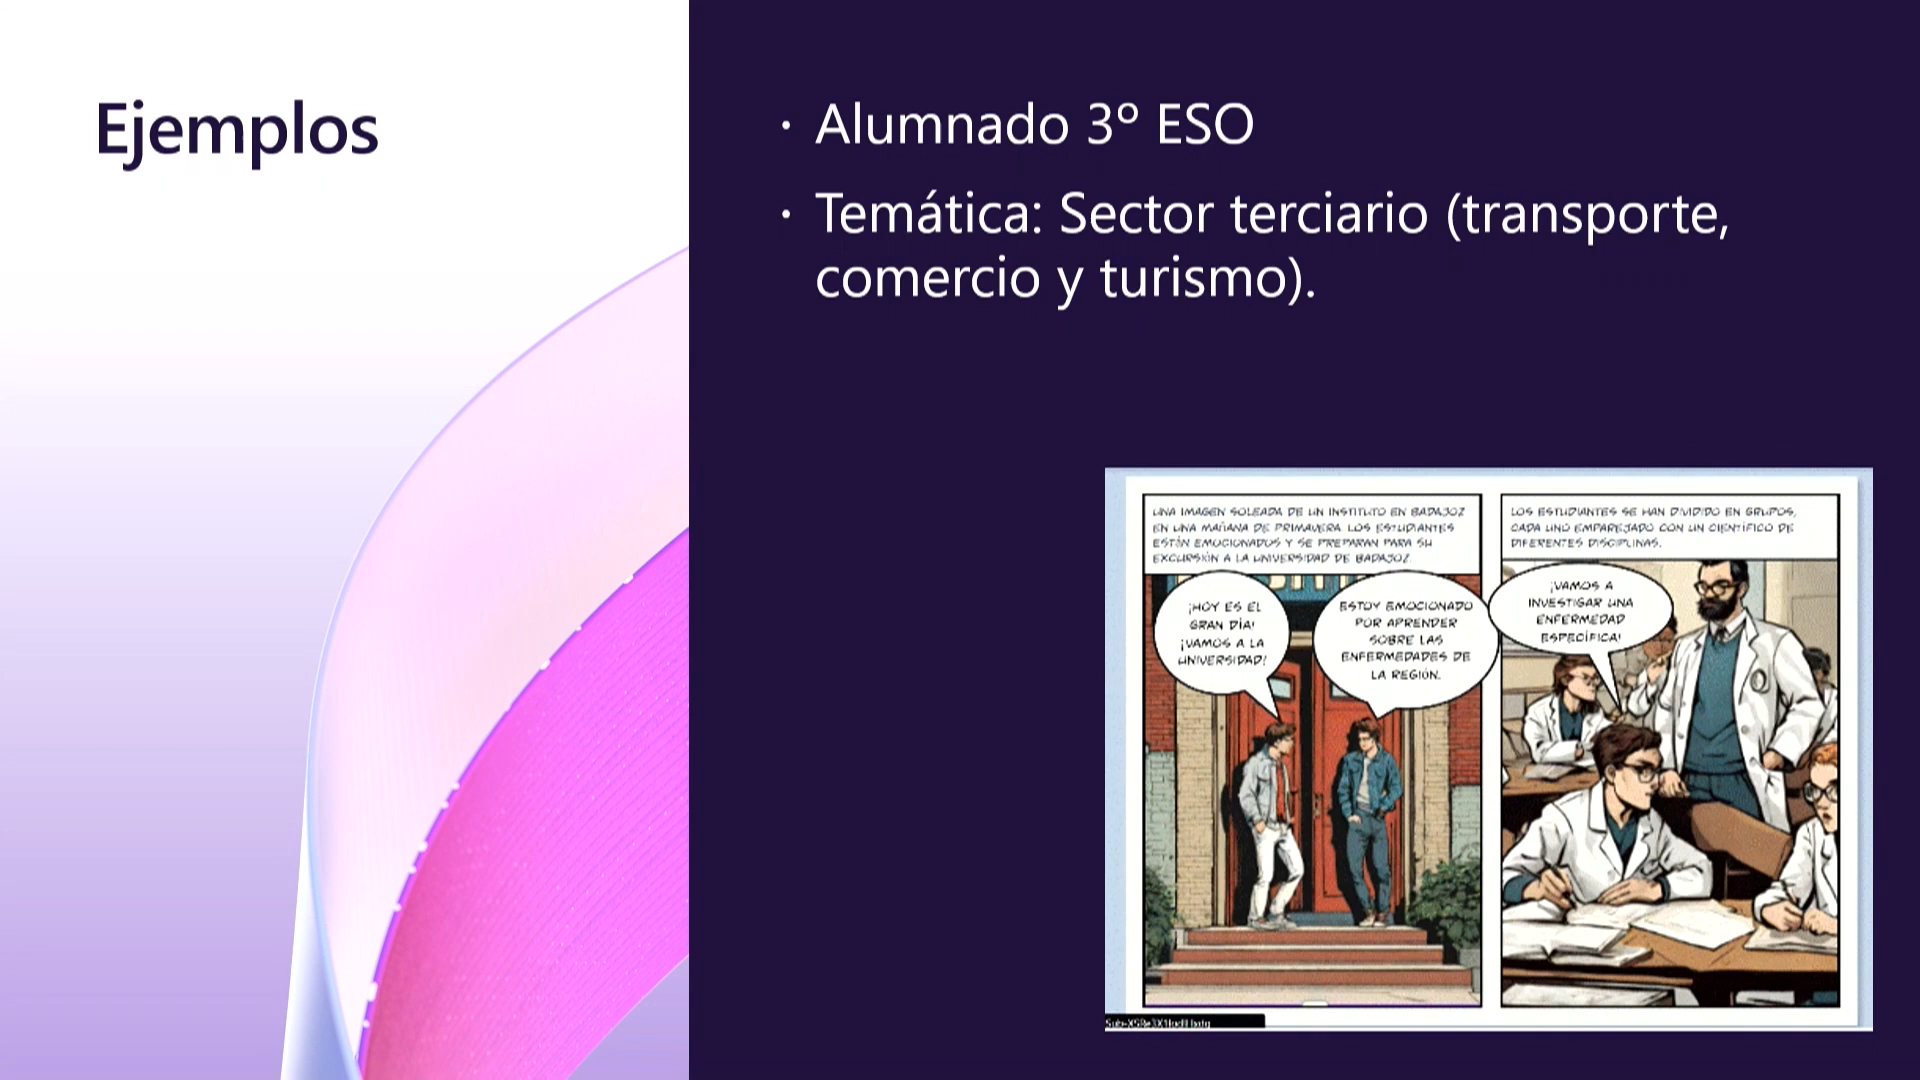 Ejemplos
· Alumnado 3º ESO
· Temática: Sector terciario (transporte,
comercio y turismo).
UNA IMAGEN SOLEADA DE UN INSTITUTO EN BADAJOZ
EN UNA MAÑANA DE PRIMAVERA. LOS ESTUDIANTES
ESTÁN EMOCIONADOS Y SE PREPARAN PARA SU
EXCURSIÓN A LA UNIVERSIDAD DE BADAJOZ.
¡HOY ES EL
GRAN DÍA!
¡VAMOS A LA
UNIVERSIDAD!
ESTOY EMOCIONADO
POR APRENDER
SOBRE LAS
ENFERMEDADES DE
LA REGIÓN.
LOS ESTUDIANTES SE HAN DIVIDIDO EN GRUPOS,
CADA UNO EMPAREJADO CON UN CIENTÍFICO DE
DIFERENTES DISCIPLINAS.
¡VAMOS A
INVESTIGAR UNA
ENFERMEDAD
ESPECÍFICA!